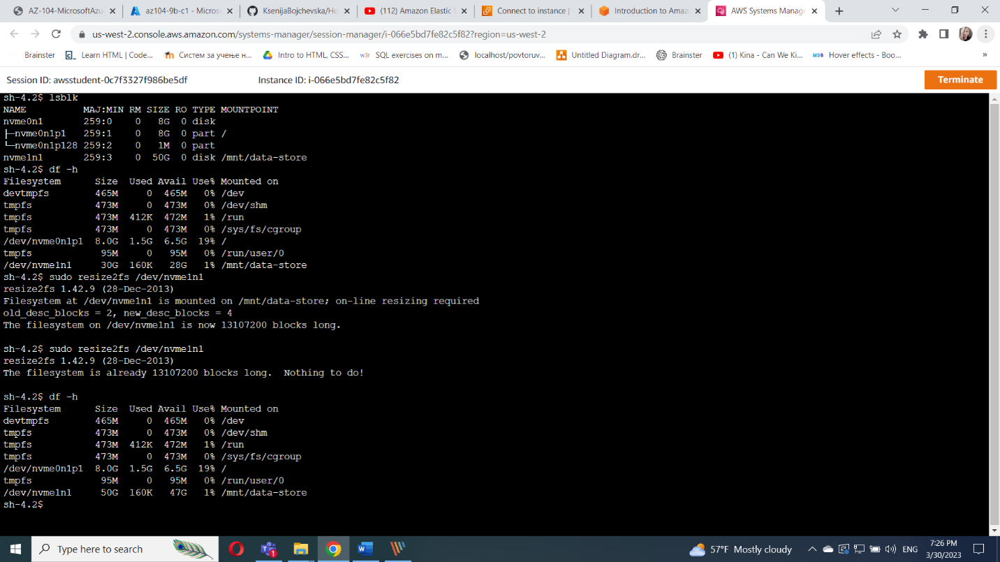 AZ-104-MicrosoftAzu
az104-9b-c1 - Micros
KsenijaBojchevska/Ho
(112) Amazon Elastic
Connect to instance |
Introduction to Amaz
AWS Systems Manage
us-west-2.console.aws.amazon.com/systems-manager/session-manager/i-066e5bd7fe82c5f82?region=us-west-2
Brainster
Learn HTML | Code...
Систем за учење н...
Intro to HTML, CSS...
w3r SQL exercises on m...
localhost/povtoruv...
Untitled Diagram.dr...
Brainster
(1) Kina - Can We Ki...
MDB Hover effects - Boo...
»
Session ID: awsstudent-0c7f3327f986be5df
Instance ID: i-066e5bd7fe82c5f82
Terminate
sh-4.2$ lsblk
NAME          MAJ:MIN RM SIZE RO TYPE MOUNTPOINT
nvme0n1       259:0    0   8G  0 disk
├─nvme0n1p1   259:1    0   8G  0 part /
└─nvme0n1p128 259:2    0   1M  0 part
nvme1n1       259:3    0  50G  0 disk /mnt/data-store
sh-4.2$ df -h
Filesystem      Size  Used Avail Use% Mounted on
devtmpfs        465M     0  465M   0% /dev
tmpfs           473M     0  473M   0% /dev/shm
tmpfs           473M  412K  472M   1% /run
tmpfs           473M     0  473M   0% /sys/fs/cgroup
/dev/nvme0n1p1  8.0G  1.5G  6.5G  19% /
tmpfs            95M     0   95M   0% /run/user/0
/dev/nvme1n1     30G  160K   28G   1% /mnt/data-store
sh-4.2$ sudo resize2fs /dev/nvme1n1
resize2fs 1.42.9 (28-Dec-2013)
Filesystem at /dev/nvme1n1 is mounted on /mnt/data-store; on-line resizing required
old_desc_blocks = 2, new_desc_blocks = 4
The filesystem on /dev/nvme1n1 is now 13107200 blocks long.
sh-4.2$ sudo resize2fs /dev/nvme1n1
resize2fs 1.42.9 (28-Dec-2013)
The filesystem is already 13107200 blocks long.  Nothing to do!
sh-4.2$ df -h
Filesystem      Size  Used Avail Use% Mounted on
devtmpfs        465M     0  465M   0% /dev
tmpfs           473M     0  473M   0% /dev/shm
tmpfs           473M  412K  472M   1% /run
tmpfs           473M     0  473M   0% /sys/fs/cgroup
/dev/nvme0n1p1  8.0G  1.5G  6.5G  19% /
tmpfs            95M     0   95M   0% /run/user/0
/dev/nvme1n1     50G  160K   47G   1% /mnt/data-store
sh-4.2$
Type here to search
1
57°F Mostly cloudy
ENG
7:26 PM
3/30/2023